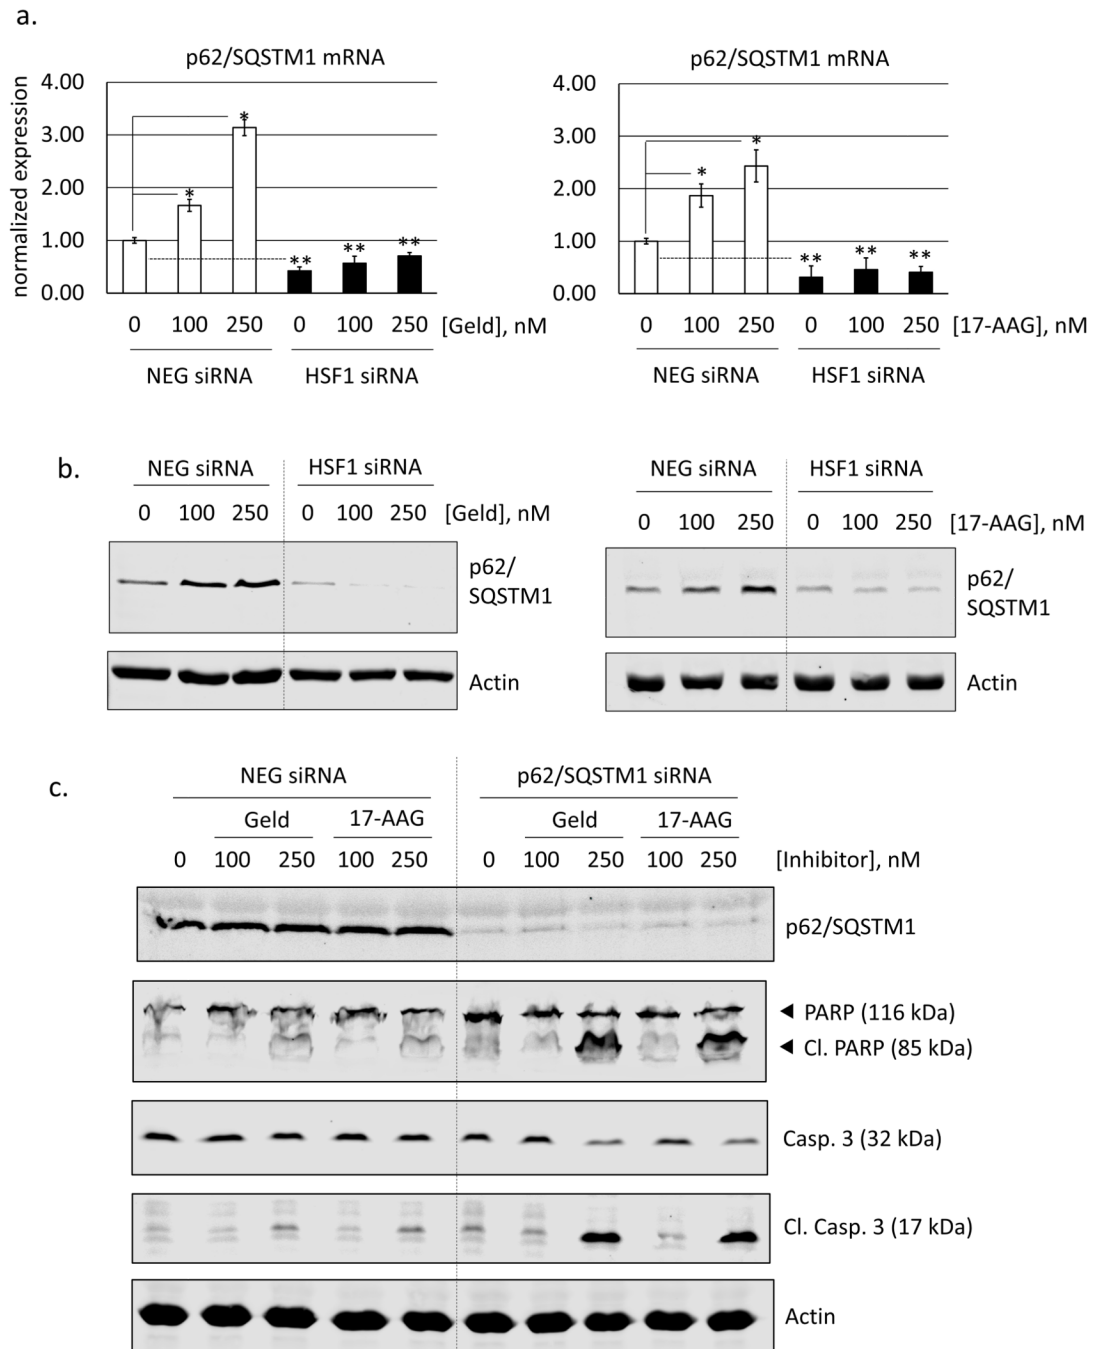 a.
p62/SQSTM1 mRNA
p62/SQSTM1 mRNA
normalized expression
4.00
3.00
2.00
1.00
0.00
* * ** ** **
0 100 250 0 100 250 [Geld], nM
NEG siRNA HSF1 siRNA
4.00
3.00
2.00
1.00
0.00
* * ** ** **
0 100 250 0 100 250 [17-AAG], nM
NEG siRNA HSF1 siRNA
b.
NEG siRNA HSF1 siRNA
0 100 250 0 100 250 [Geld], nM
p62/
SQSTM1
Actin
NEG siRNA HSF1 siRNA
0 100 250 0 100 250 [17-AAG], nM
p62/
SQSTM1
Actin
c.
NEG siRNA p62/SQSTM1 siRNA
Geld 17-AAG Geld 17-AAG
0 100 250 100 250 0 100 250 100 250 [Inhibitor], nM
p62/SQSTM1
◄ PARP (116 kDa)
◄ Cl. PARP (85 kDa)
Casp. 3 (32 kDa)
Cl. Casp. 3 (17 kDa)
Actin